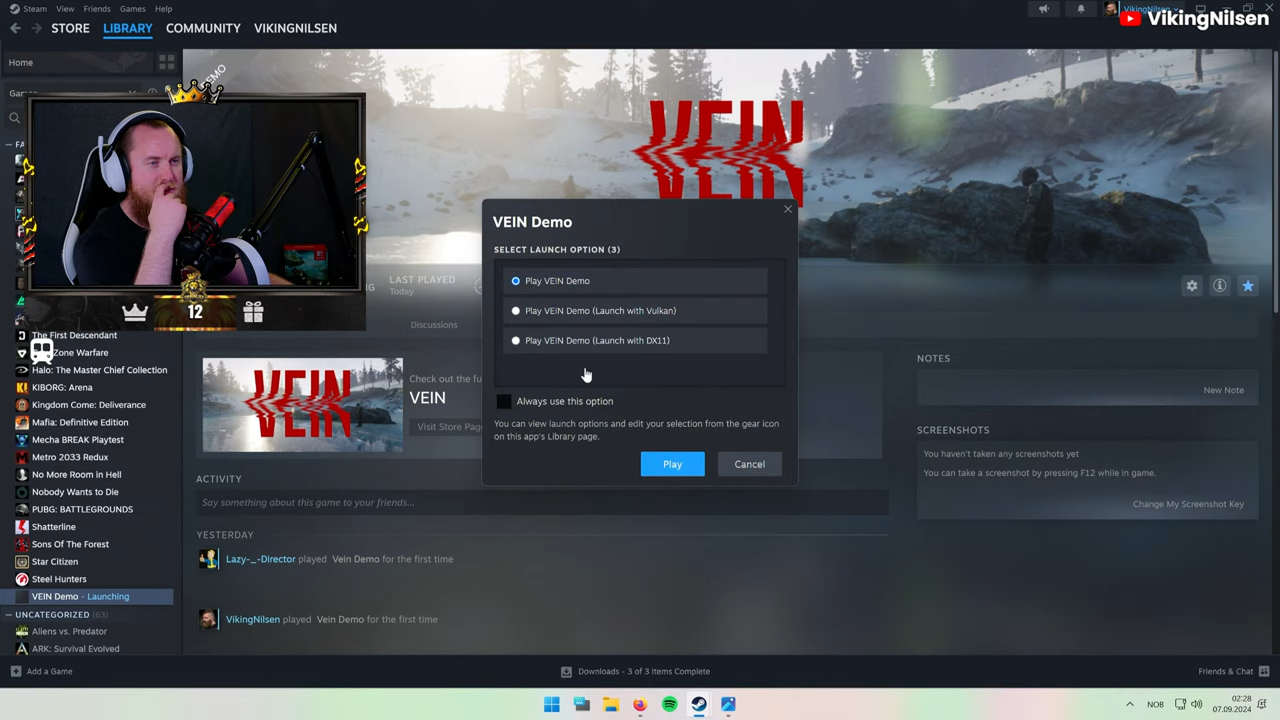 Steam View Friends Games Help
VikingNilsen
STORE LIBRARY COMMUNITY VIKINGNILSEN
VikingNilsen
Home
VEIN
VEIN Demo
SELECT LAUNCH OPTION (3)
Play VEIN Demo
Play VEIN Demo (Launch with Vulkan)
Play VEIN Demo (Launch with DX11)
Always use this option
You can view launch options and edit your selection from the gear icon
on this app's Library page.
Play Cancel
LAST PLAYED
Today
Discussions
12
VEIN
Check out the fu
VEIN
Visit Store Pag
The First Descendant
Zone Warfare
Halo: The Master Chief Collection
KIBORG: Arena
Kingdom Come: Deliverance
Mafia: Definitive Edition
Mecha BREAK Playtest
Metro 2033 Redux
No More Room in Hell
Nobody Wants to Die
PUBG: BATTLEGROUNDS
Shatterline
Sons Of The Forest
Star Citizen
Steel Hunters
VEIN Demo - Launching
UNCATEGORIZED (63)
Aliens vs. Predator
ARK: Survival Evolved
ACTIVITY
Say something about this game to your friends...
YESTERDAY
Lazy-_-Director played Vein Demo for the first time
VikingNilsen played Vein Demo for the first time
NOTES
New Note
SCREENSHOTS
You haven't taken any screenshots yet
You can take a screenshot by pressing F12 while in game.
Change My Screenshot Key
Add a Game
Downloads - 3 of 3 Items Complete
Friends & Chat
NOB
02:28
07.09.2024